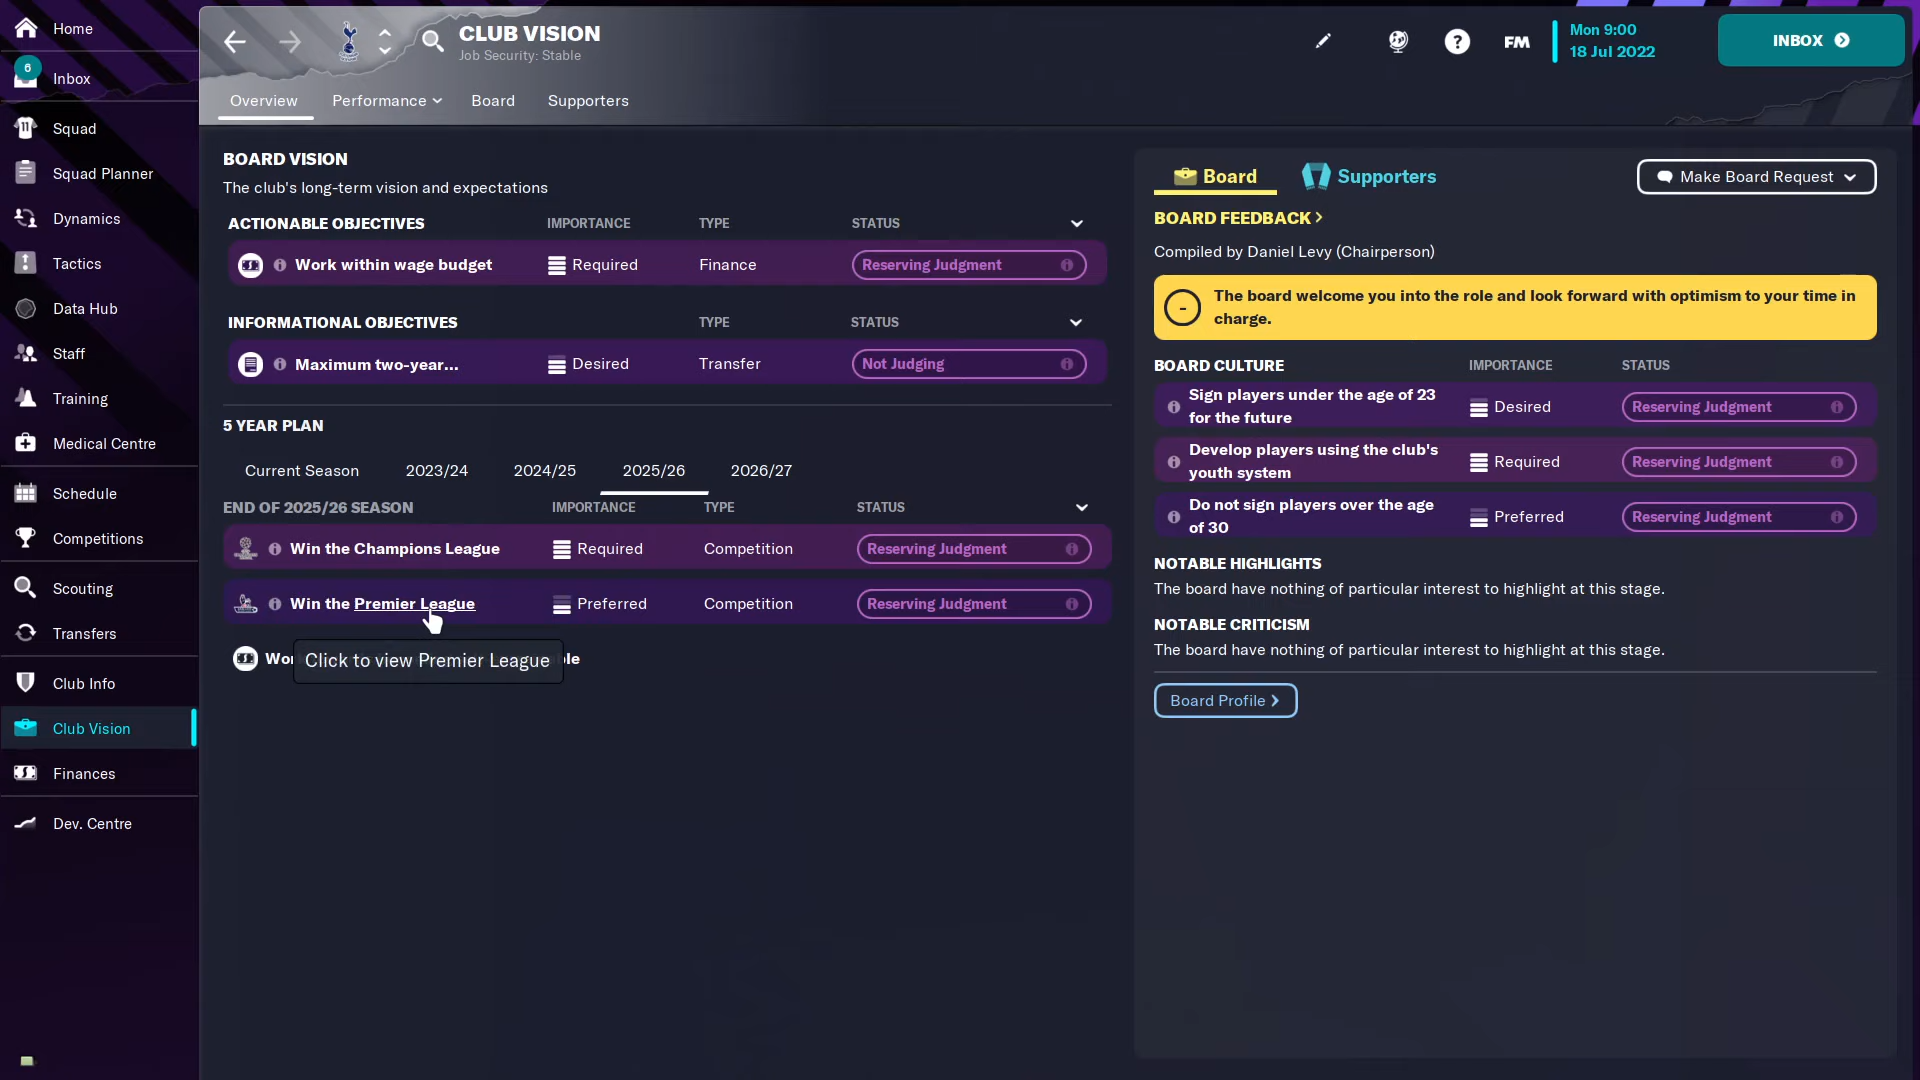 Home
6
Inbox
Squad
Squad Planner
Dynamics
Tactics
Data Hub
Staff
Training
Medical Centre
Schedule
Competitions
Scouting
Transfers
Club Info
Club Vision
Finances
Dev. Centre
CLUB VISION
Job Security: Stable
?
FM
Mon 9:00
18 Jul 2022
INBOX
Overview
Performance
Board
Supporters
BOARD VISION
The club's long-term vision and expectations
ACTIONABLE OBJECTIVES IMPORTANCE TYPE STATUS
Work within wage budget Required Finance Reserving Judgment
INFORMATIONAL OBJECTIVES TYPE STATUS
Maximum two-year... Desired Transfer Not Judging
5 YEAR PLAN
Current Season 2023/24 2024/25 2025/26 2026/27
END OF 2025/26 SEASON IMPORTANCE TYPE STATUS
Win the Champions League Required Competition Reserving Judgment
Win the Premier League Preferred Competition Reserving Judgment
Click to view Premier League
Board
Supporters
Make Board Request
BOARD FEEDBACK >
Compiled by Daniel Levy (Chairperson)
- The board welcome you into the role and look forward with optimism to your time in
charge.
BOARD CULTURE IMPORTANCE STATUS
Sign players under the age of 23
for the future Desired Reserving Judgment
Develop players using the club's
youth system Required Reserving Judgment
Do not sign players over the age
of 30 Preferred Reserving Judgment
NOTABLE HIGHLIGHTS
The board have nothing of particular interest to highlight at this stage.
NOTABLE CRITICISM
The board have nothing of particular interest to highlight at this stage.
Board Profile >